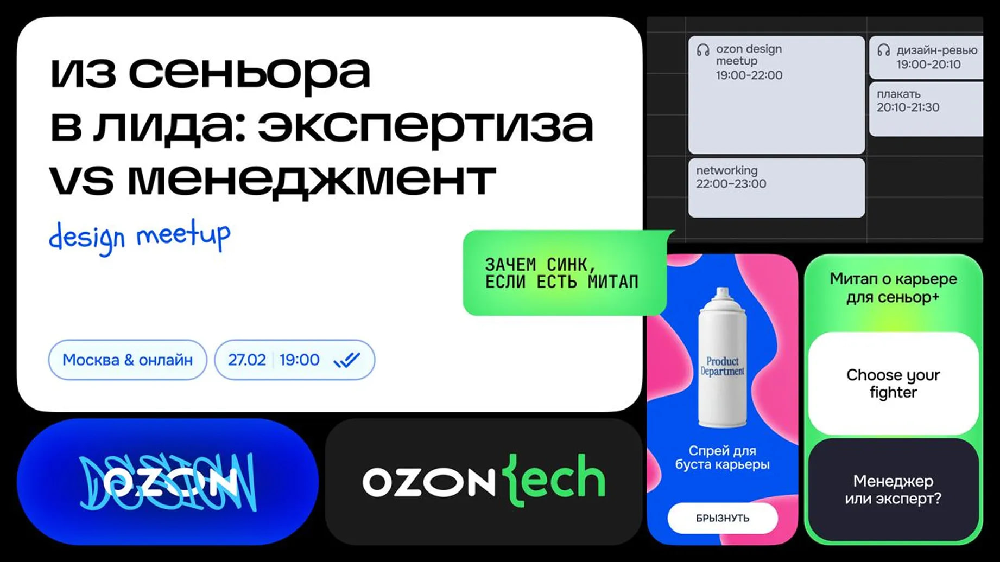 из сеньора
в лида: экспертиза
vs менеджмент
design meetup
Москва & онлайн
27.02 19:00
ЗАЧЕМ СИНК,
ЕСЛИ ЕСТЬ МИТАП
ozon design
meetup
19:00-22:00
networking
22:00-23:00
дизайн-ревью
19:00-20:10
плакать
20:10-21:30
Product
Department
Спрей для
буста карьеры
БРЫЗНУТЬ
Митап о карьере
для сеньор+
Choose your
fighter
Менеджер
или эксперт?
DESIGN
OZON
OZON{ech